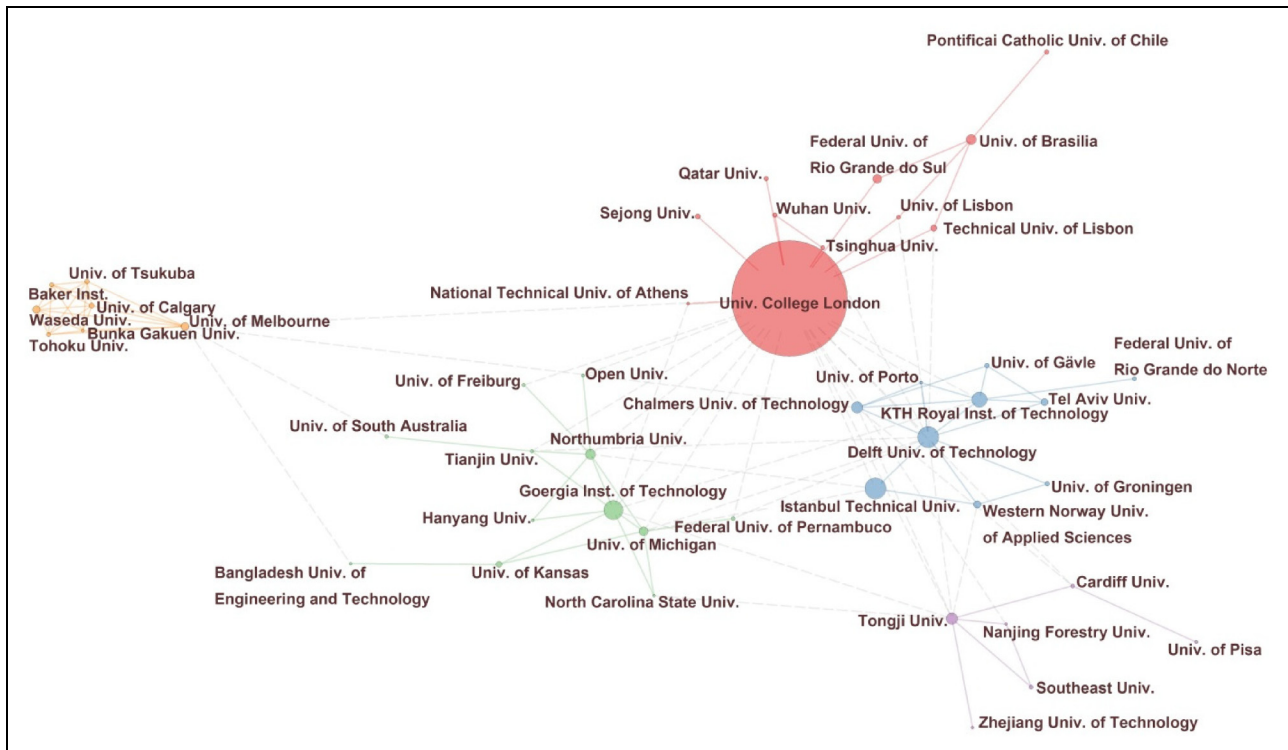 Pontificai Catholic Univ. of Chile
Federal Univ. of
Rio Grande do Sul
Univ. of Brasilia
Qatar Univ.
Sejong Univ.
Wuhan Univ.
Univ. of Lisbon
Tsinghua Univ.
Technical Univ. of Lisbon
Univ. of Tsukuba
Baker Inst.
Univ. of Calgary
Waseda Univ.
Univ. of Melbourne
Bunka Gakuen Univ.
Tohoku Univ.
National Technical Univ. of Athens
Univ. College London
Federal Univ. of
Rio Grande do Norte
Univ. of Gävle
Univ. of Freiburg
Open Univ.
Univ. of Porto
Tel Aviv Univ.
Chalmers Univ. of Technology
KTH Royal Inst. of Technology
Univ. of South Australia
Northumbria Univ.
Tianjin Univ.
Delft Univ. of Technology
Goergia Inst. of Technology
Univ. of Groningen
Istanbul Technical Univ.
Western Norway Univ.
of Applied Sciences
Hanyang Univ.
Federal Univ. of Pernambuco
Univ. of Michigan
Bangladesh Univ. of
Engineering and Technology
Univ. of Kansas
North Carolina State Univ.
Cardiff Univ.
Tongji Univ.
Nanjing Forestry Univ.
Univ. of Pisa
Southeast Univ.
Zhejiang Univ. of Technology